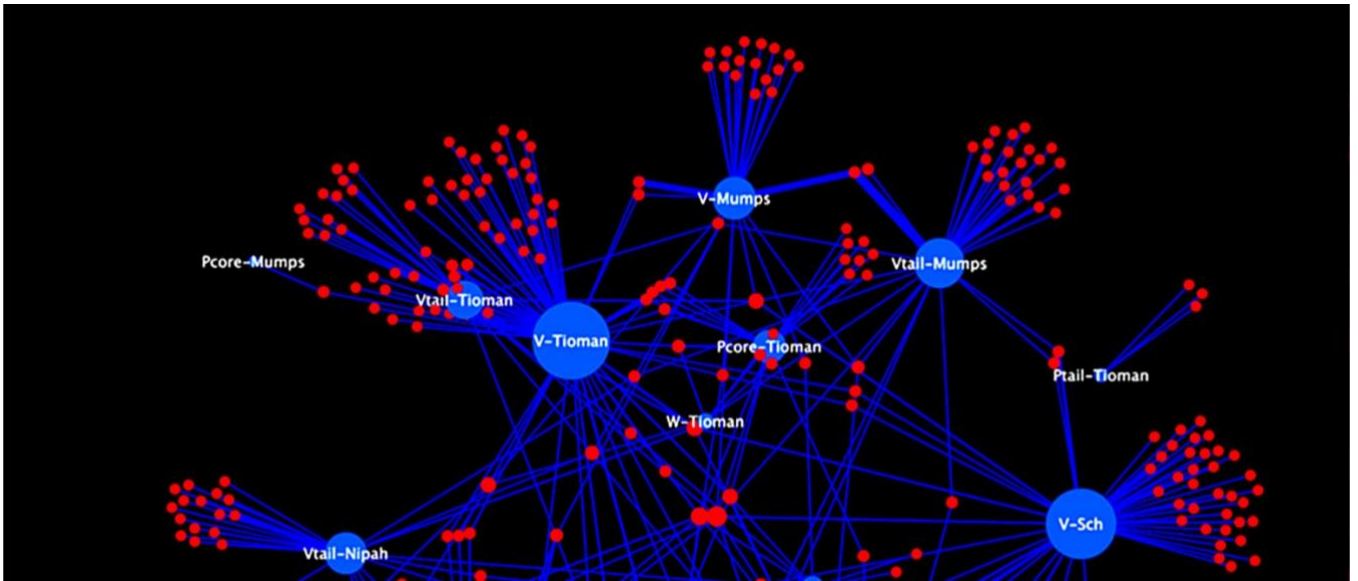 V-Mumps
Pcore-Mumps
Vtail-Mumps
Vtail-Tioman
V-Tioman
Pcore-Tioman
Ptail-Tioman
W-Tioman
V-Sch
Vtail-Nipah